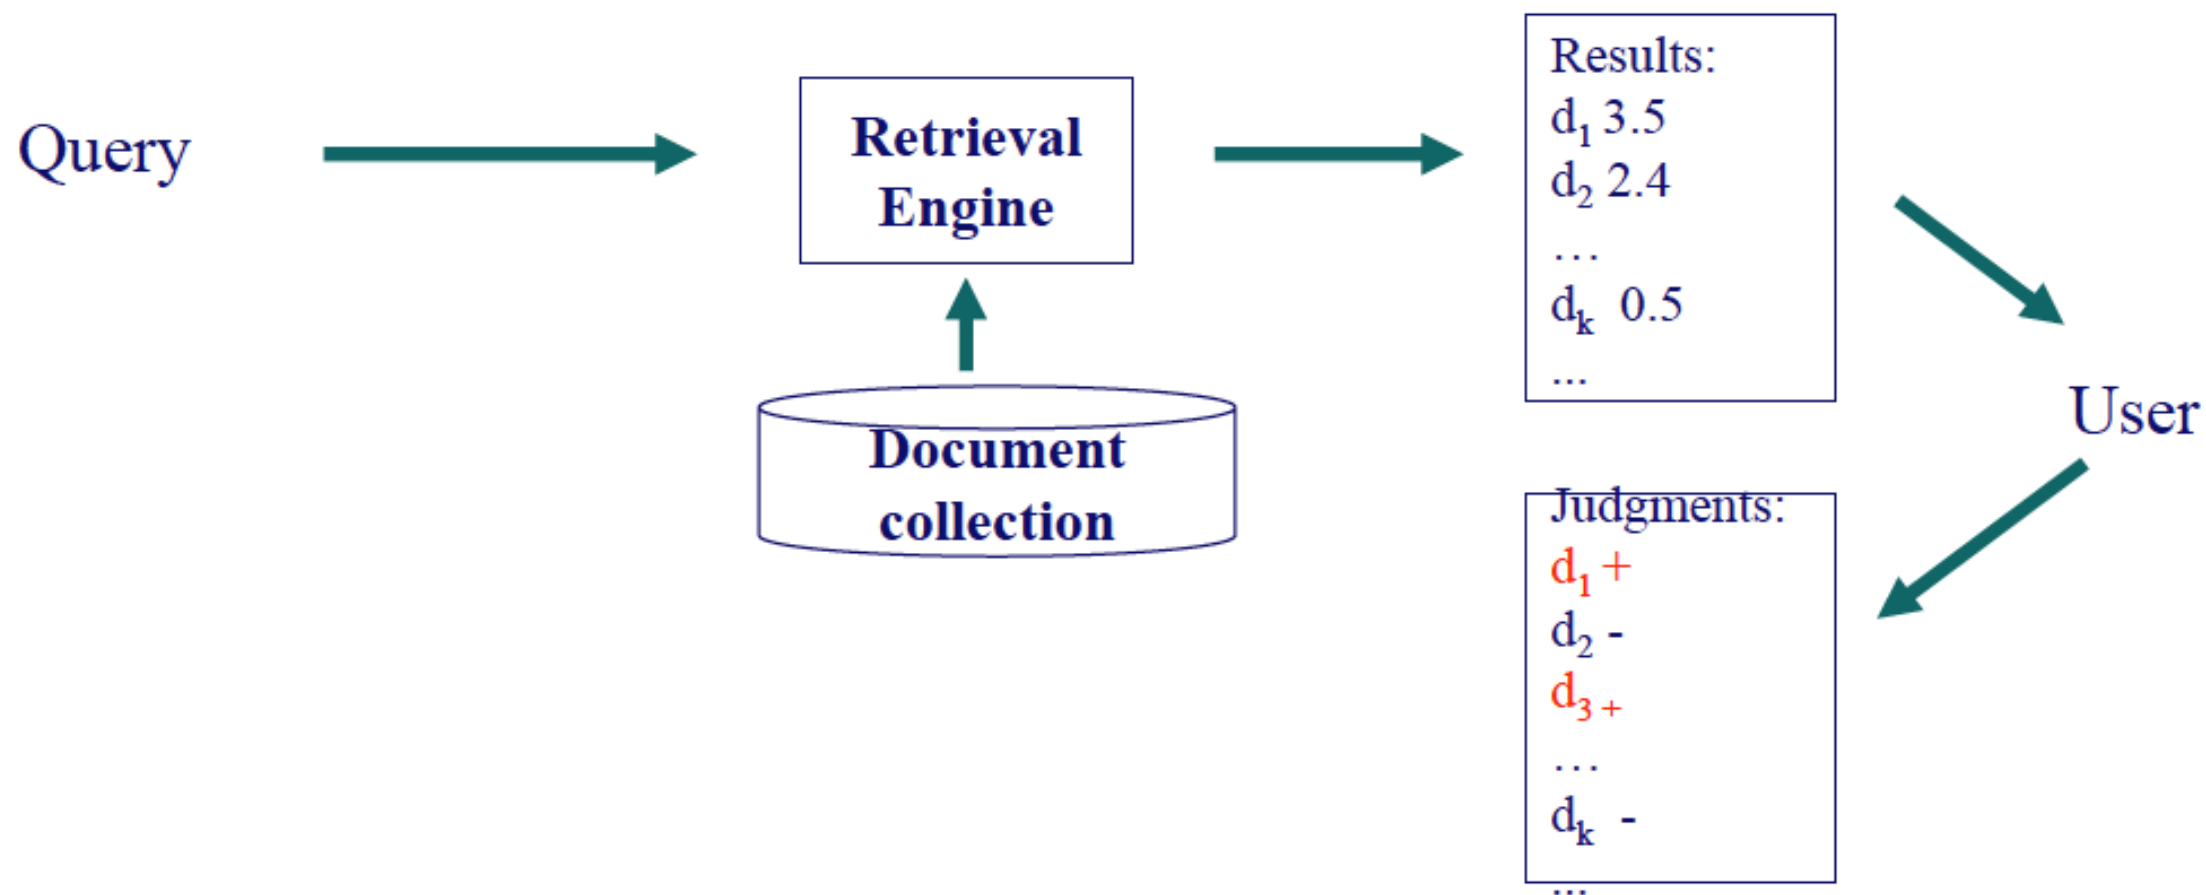 Query
Retrieval
Engine
Document
collection
Results:
d₁ 3.5
d₂ 2.4
…
dₖ 0.5
...
User
Judgments:
d₁ +
d₂ -
d₃ +
…
dₖ -
...